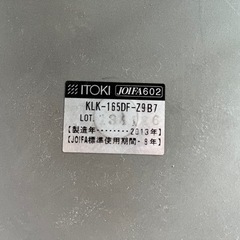 ITOKI JOIFA602
KLK-165DF-Z9B7
LOT.
【製造年‥‥‥‥2013年】
【JOIFA標準使用期間・8年】